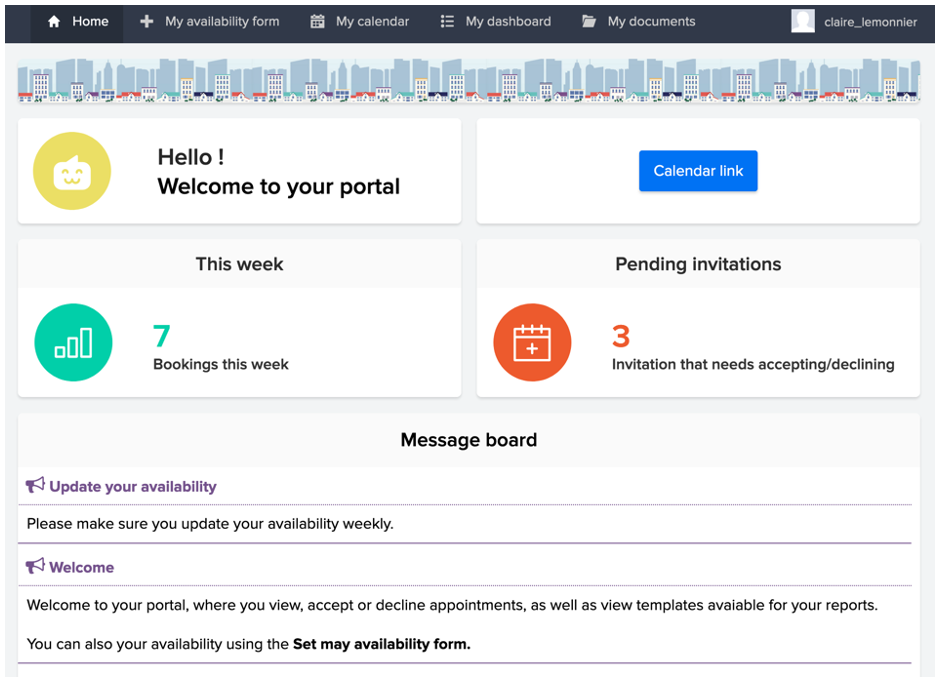 Home
My availability form
My calendar
My dashboard
My documents
claire_lemonnier
Hello !
Welcome to your portal
Calendar link
This week
7
Bookings this week
Pending invitations
3
Invitation that needs accepting/declining
Message board
Update your availability
Please make sure you update your availability weekly.
Welcome
Welcome to your portal, where you view, accept or decline appointments, as well as view templates avaiable for your reports.
You can also your availability using the Set may availability form.